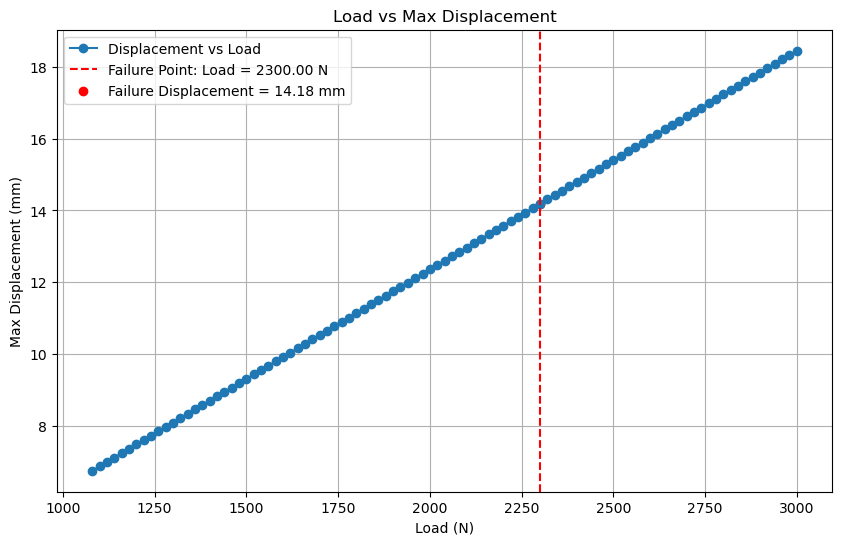 Load vs Max Displacement
Displacement vs Load
Failure Point: Load = 2300.00 N
Failure Displacement = 14.18 mm
Max Displacement (mm)
18
16
14
12
10
8
1000 1250 1500 1750 2000 2250 2500 2750 3000
Load (N)